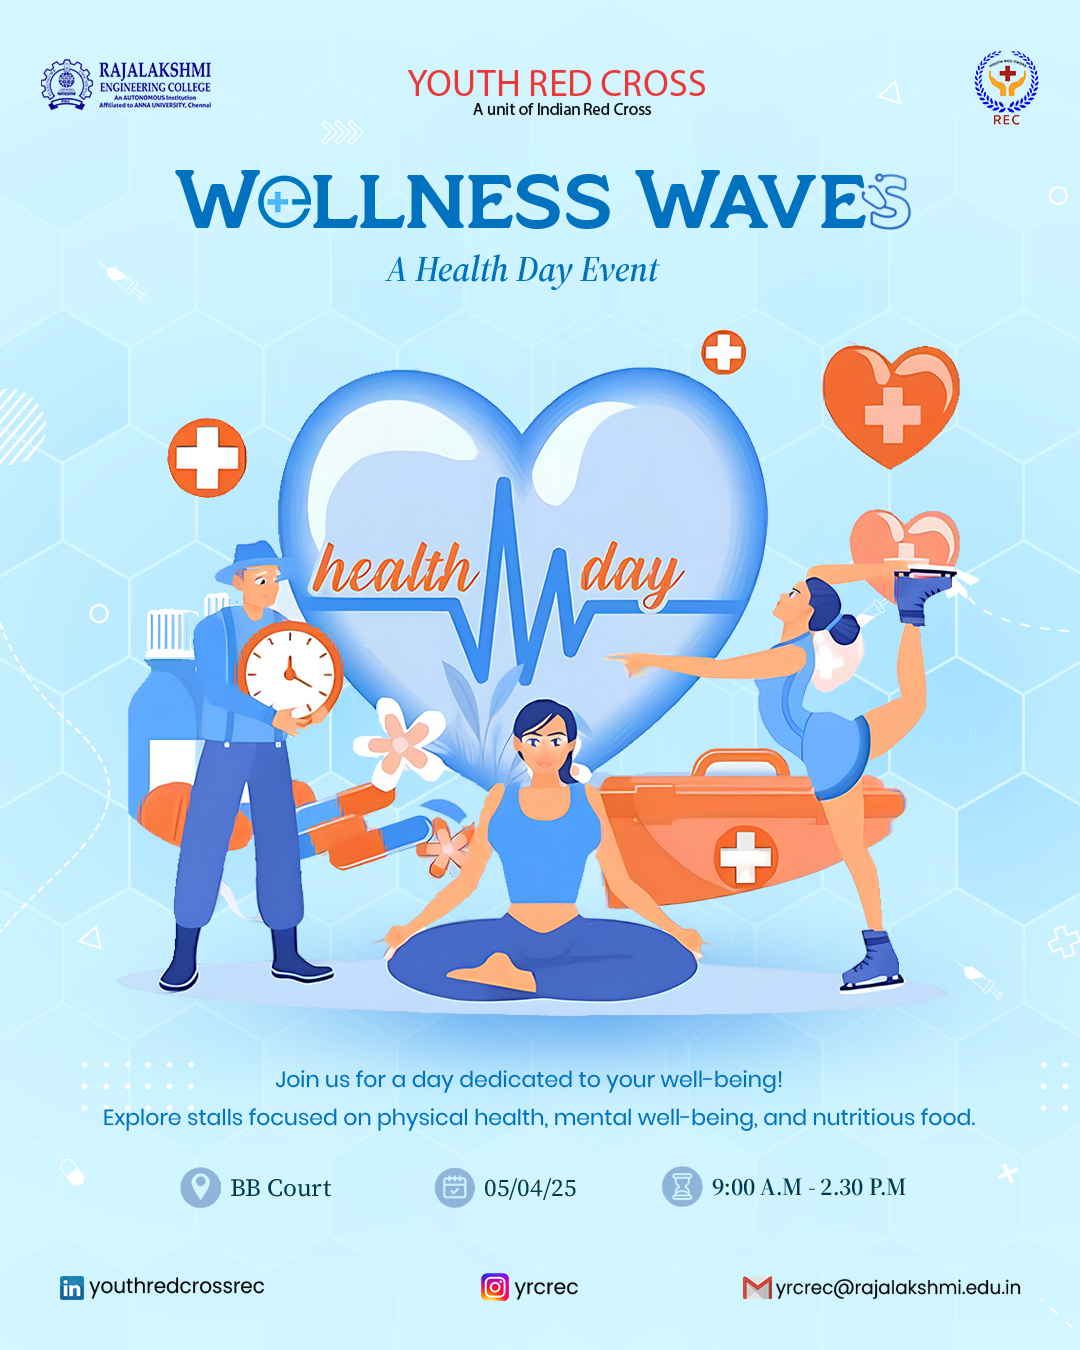 RAJALAKSHMI
ENGINEERING COLLEGE
An AUTONOMOUS Institution
Affiliated to ANNA UNIVERSITY, Chennai
YOUTH RED CROSS
A unit of Indian Red Cross
YOUTH RED CROSS
REC
WELLNESS WAVES
A Health Day Event
health day
Join us for a day dedicated to your well-being!
Explore stalls focused on physical health, mental well-being, and nutritious food.
BB Court
05/04/25
9:00 A.M - 2.30 P.M
youthredcrossrec
yrcrec
yrcrec@rajalakshmi.edu.in